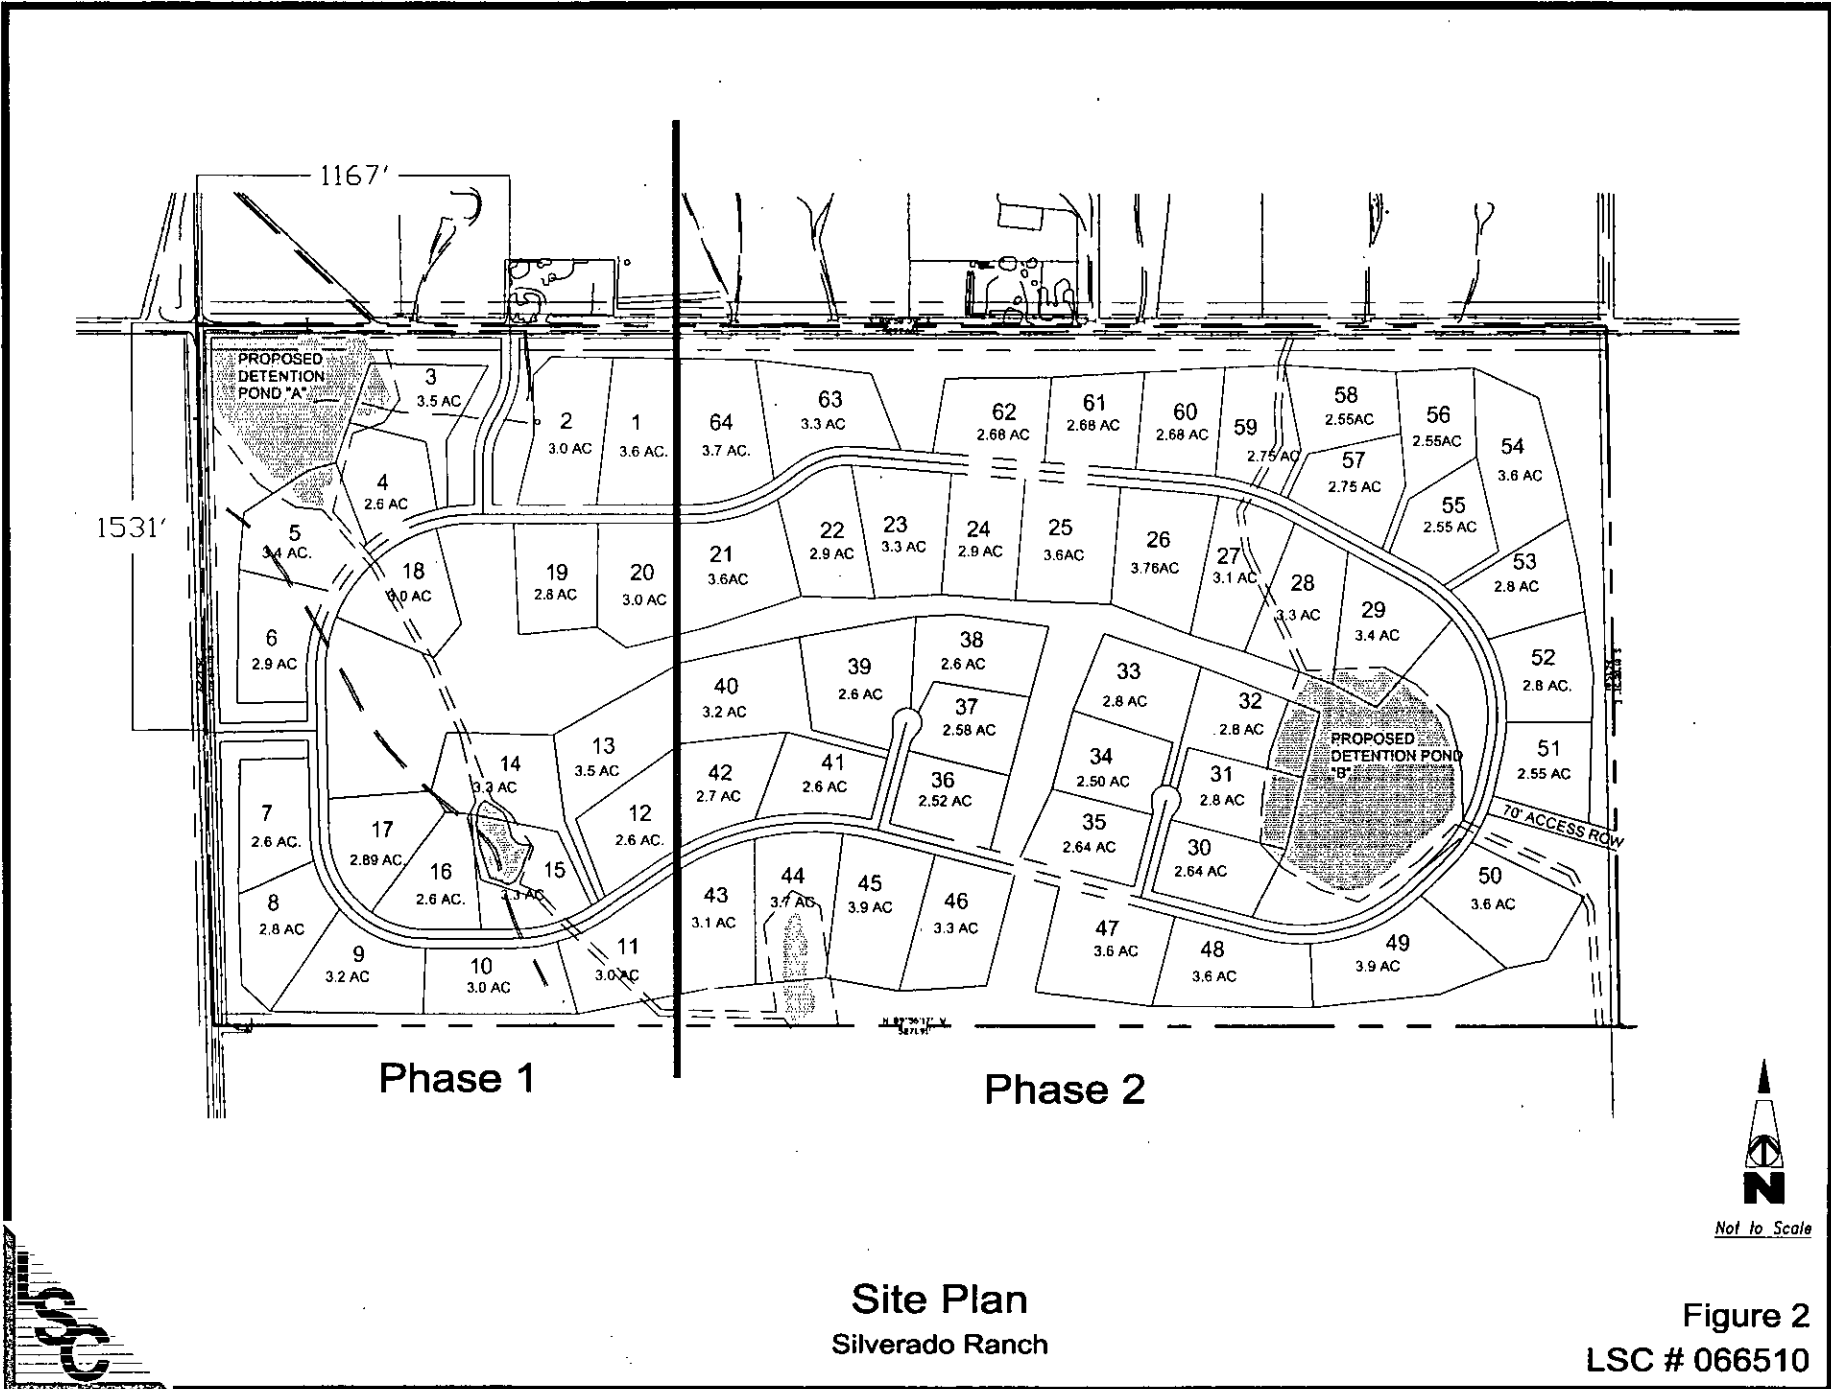 1167'
1531'
PROPOSED
DETENTION
POND "A"
3
3.5 AC
2
3.0 AC
1
3.6 AC.
64
3.7 AC.
63
3.3 AC
62
2.68 AC
61
2.68 AC
60
2.68 AC
59
2.75 AC
58
2.55AC
57
2.75 AC
56
2.55AC
55
2.55 AC
54
3.6 AC
4
2.6 AC
5
3.4 AC.
18
3.0 AC
19
2.8 AC
20
3.0 AC
21
3.6AC
22
2.9 AC
23
3.3 AC
24
2.9 AC
25
3.6AC
26
3.76AC
27
3.1 AC
28
3.3 AC
29
3.4 AC
53
2.8 AC
6
2.9 AC
52
2.8 AC.
40
3.2 AC
39
2.6 AC
38
2.6 AC
37
2.58 AC
33
2.8 AC
32
2.8 AC
PROPOSED
DETENTION POND
"B"
51
2.55 AC
14
3.3 AC
13
3.5 AC
42
2.7 AC
41
2.6 AC
36
2.52 AC
34
2.50 AC
31
2.8 AC
7
2.6 AC.
17
2.89 AC.
16
2.6 AC.
15
3.3 AC
12
2.6 AC.
35
2.64 AC
30
2.64 AC
70' ACCESS ROW
50
3.6 AC
8
2.8 AC
9
3.2 AC
10
3.0 AC
11
3.0 AC
43
3.1 AC
44
3.7 AC
45
3.9 AC
46
3.3 AC
47
3.6 AC
48
3.6 AC
49
3.9 AC
Phase 1
Phase 2
N
Not to Scale
LSC
Site Plan
Silverado Ranch
Figure 2
LSC # 066510